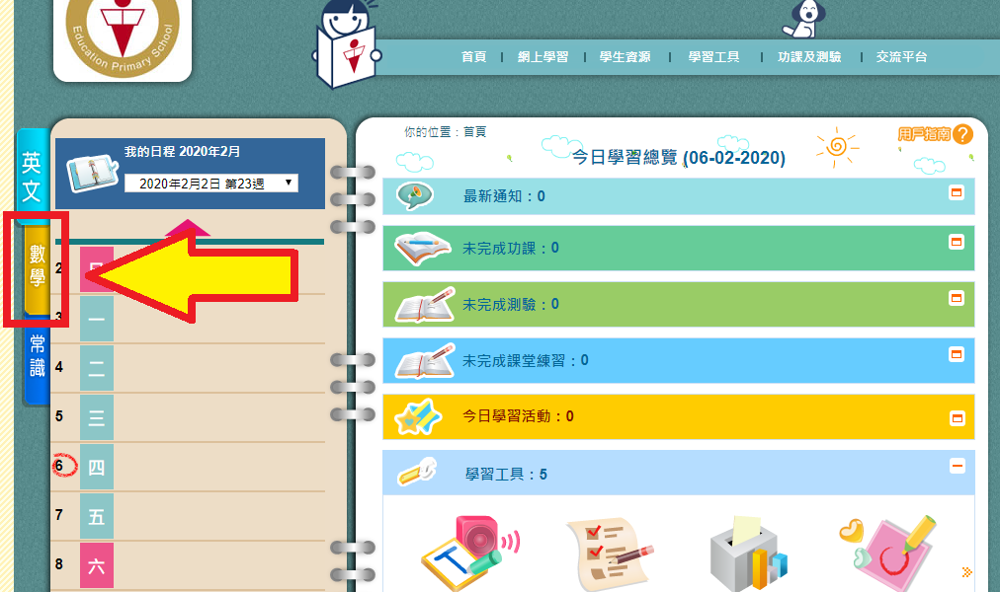 Education Primary School
首頁
網上學習
學生資源
學習工具
功課及測驗
交流平台
英文
數學
常識
我的日程 2020年2月
2020年2月2日 第23週
2
3 一
4 二
5 三
6 四
7 五
8 六
你的位置：首頁
用戶指南 ?
今日學習總覽 (06-02-2020)
最新通知：0
未完成功課：0
未完成測驗：0
未完成課堂練習：0
今日學習活動：0
學習工具：5